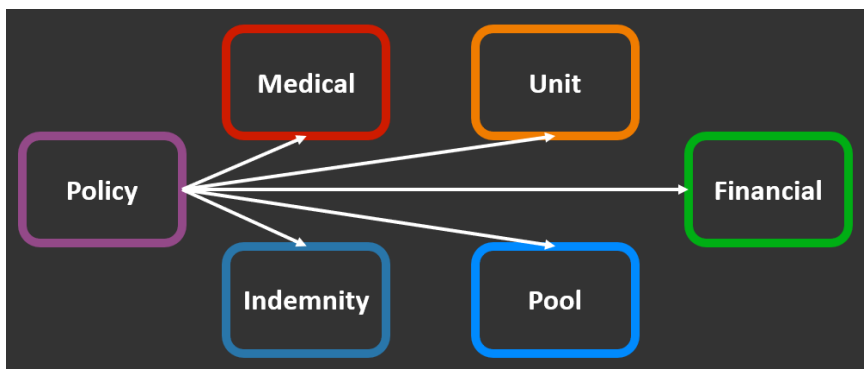 Medical
Unit
Policy
Financial
Indemnity
Pool